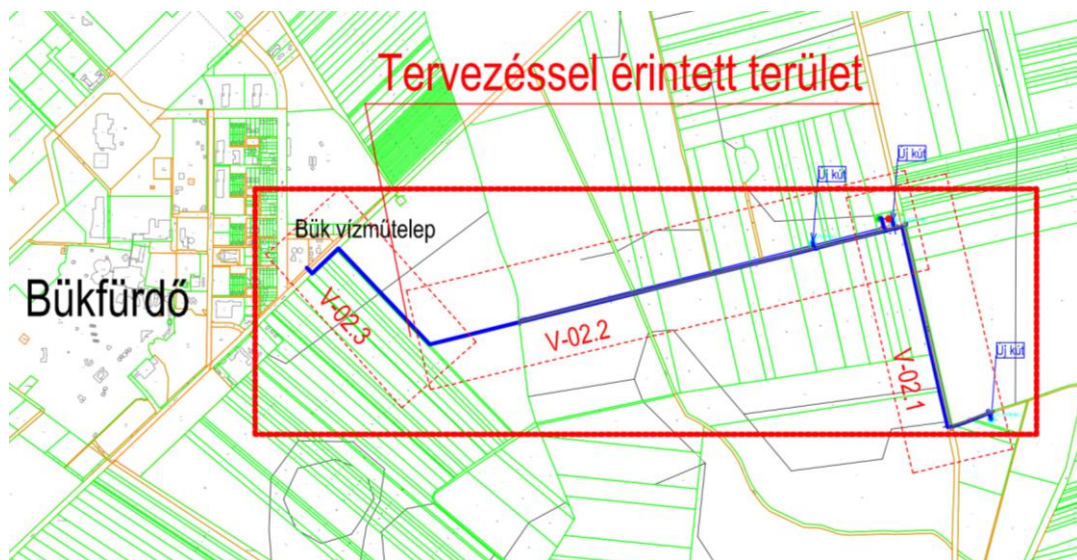 Tervezéssel érintett terület
Új kút
Új kút
Bük vízműtelep
Bükfürdő
V-02.3
V-02.2
V-02.1
Új kút